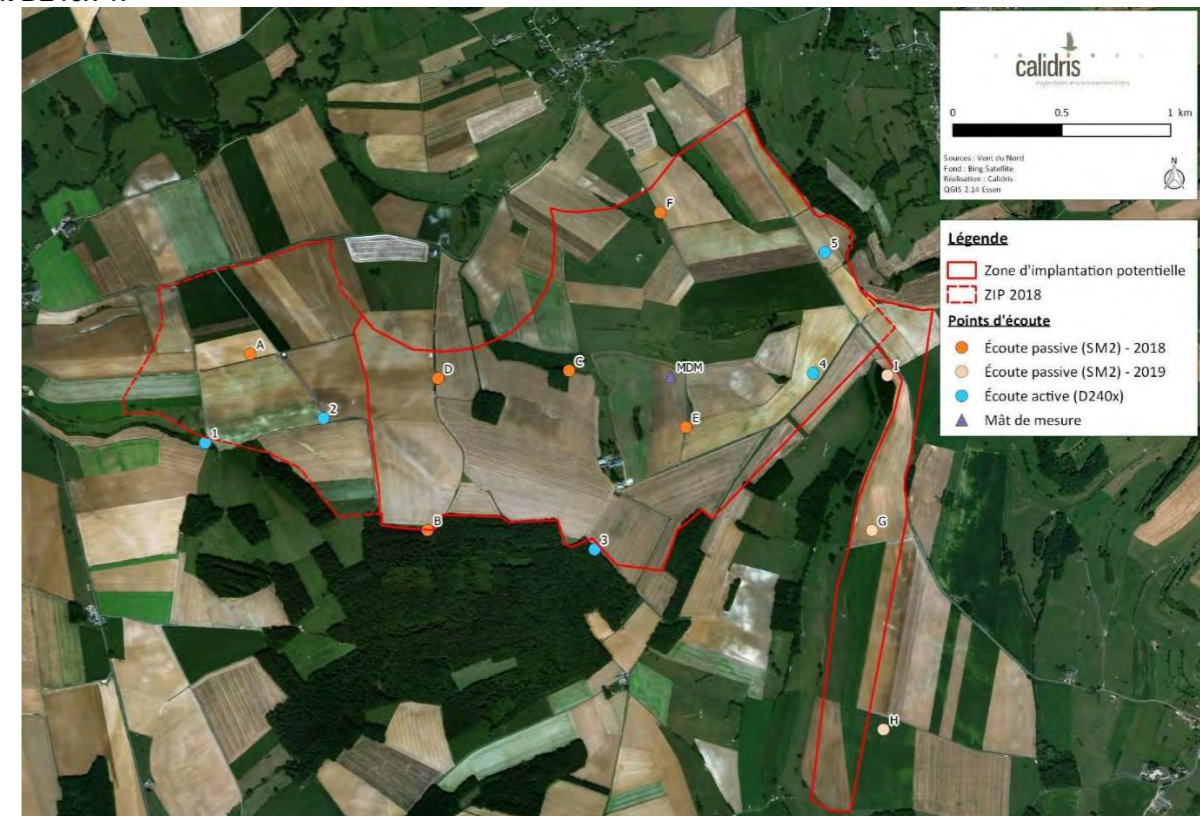 calidris
expertises environnementales
0 0.5 1 km
Sources : Vent du Nord
Fond : Bing Satellite
Réalisation : Calidris
QGIS 2.14 Essen
N
Légende
Zone d'implantation potentielle
ZIP 2018
Points d'écoute
Écoute passive (SM2) - 2018
Écoute passive (SM2) - 2019
Écoute active (D240x)
Mât de mesure
F
5
A
D
C
MDM
4
I
2
E
1
B
3
G
H